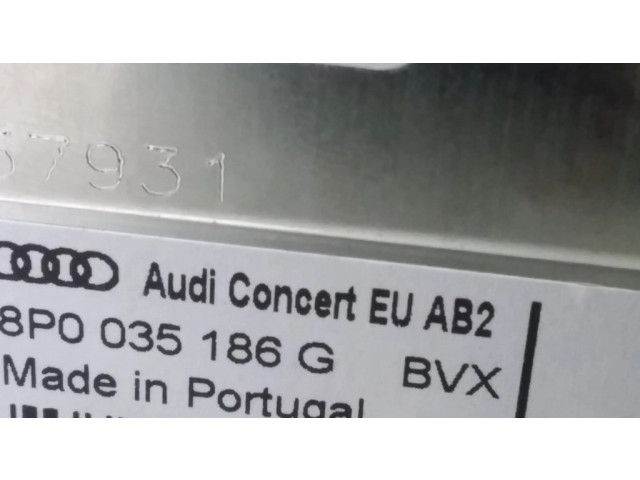 7931
Audi Concert EU AB2
8P0 035 186 G BVX
Made in Portugal